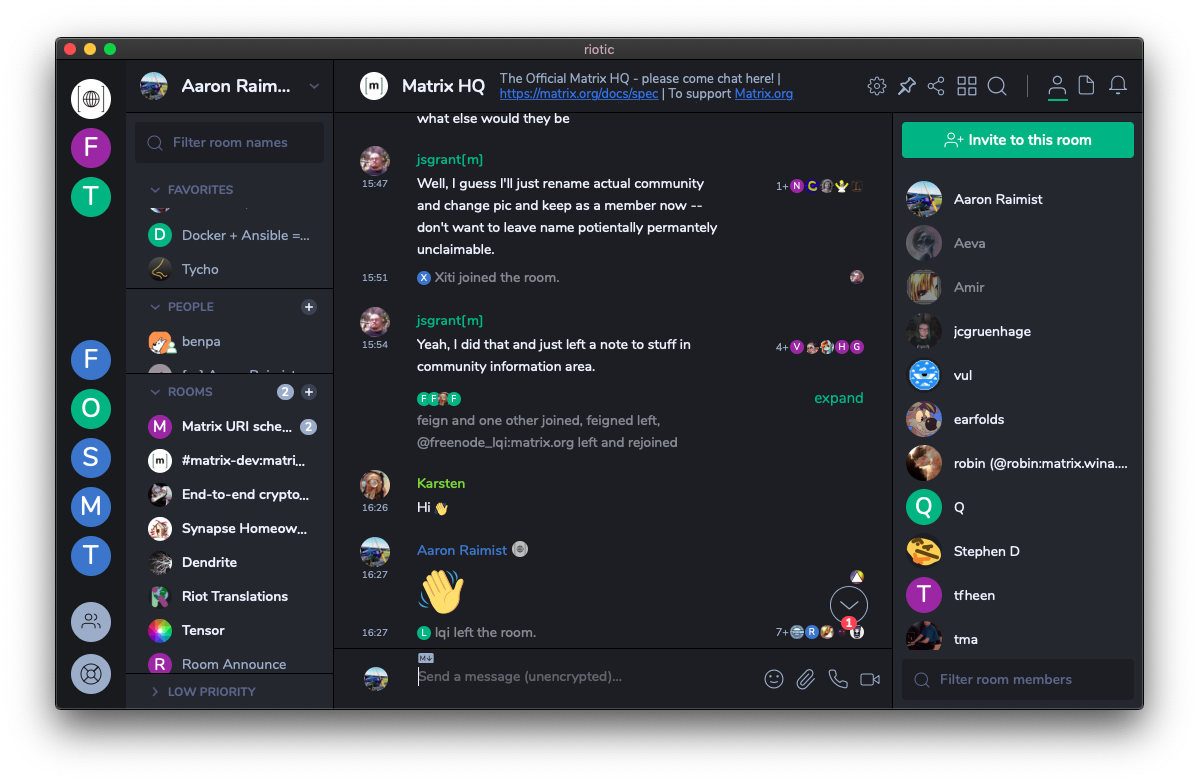 riotic
F
T
F
O
S
M
T
Aaron Raim...
Filter room names
FAVORITES
D Docker + Ansible =...
Tycho
PEOPLE +
benpa
ROOMS 2 +
M Matrix URI sche... 2
[m] #matrix-dev:matri...
End-to-end crypto...
Synapse Homeow...
Dendrite
Riot Translations
Tensor
R Room Announce
LOW PRIORITY
[m] Matrix HQ
The Official Matrix HQ - please come chat here! |
https://matrix.org/docs/spec | To support Matrix.org
what else would they be
jsgrant[m]
15:47
Well, I guess I'll just rename actual community
and change pic and keep as a member now --
don't want to leave name potientally permantely
unclaimable.
1+ N C
15:51 X Xiti joined the room.
jsgrant[m]
15:54
Yeah, I did that and just left a note to stuff in
community information area.
4+ V H G
F F F expand
feign and one other joined, feigned left,
@freenode_lqi:matrix.org left and rejoined
Karsten
16:26 Hi 👋
Aaron Raimist
16:27
👋
1
16:27 L lqi left the room. 7+ R
M↓
Send a message (unencrypted)...
Invite to this room
Aaron Raimist
Aeva
Amir
jcgruenhage
vul
earfolds
robin (@robin:matrix.wina....
Q Q
Stephen D
T tfheen
tma
Filter room members